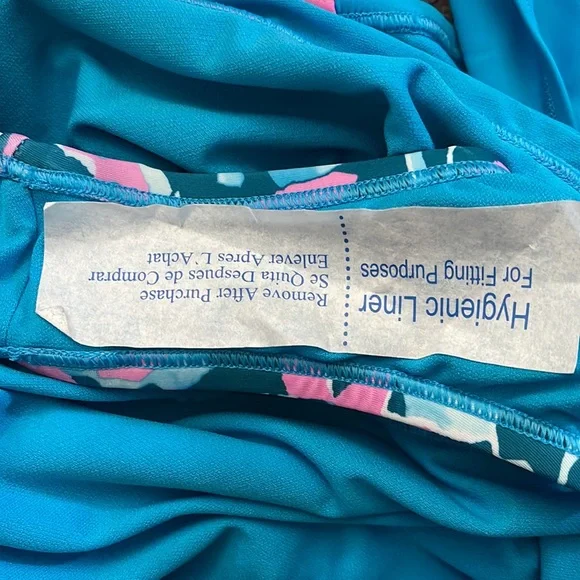 Hygienic Liner
For Fitting Purposes
Remove After Purchase
Se Quita Despues de Comprar
Enlever Apres L' Achat